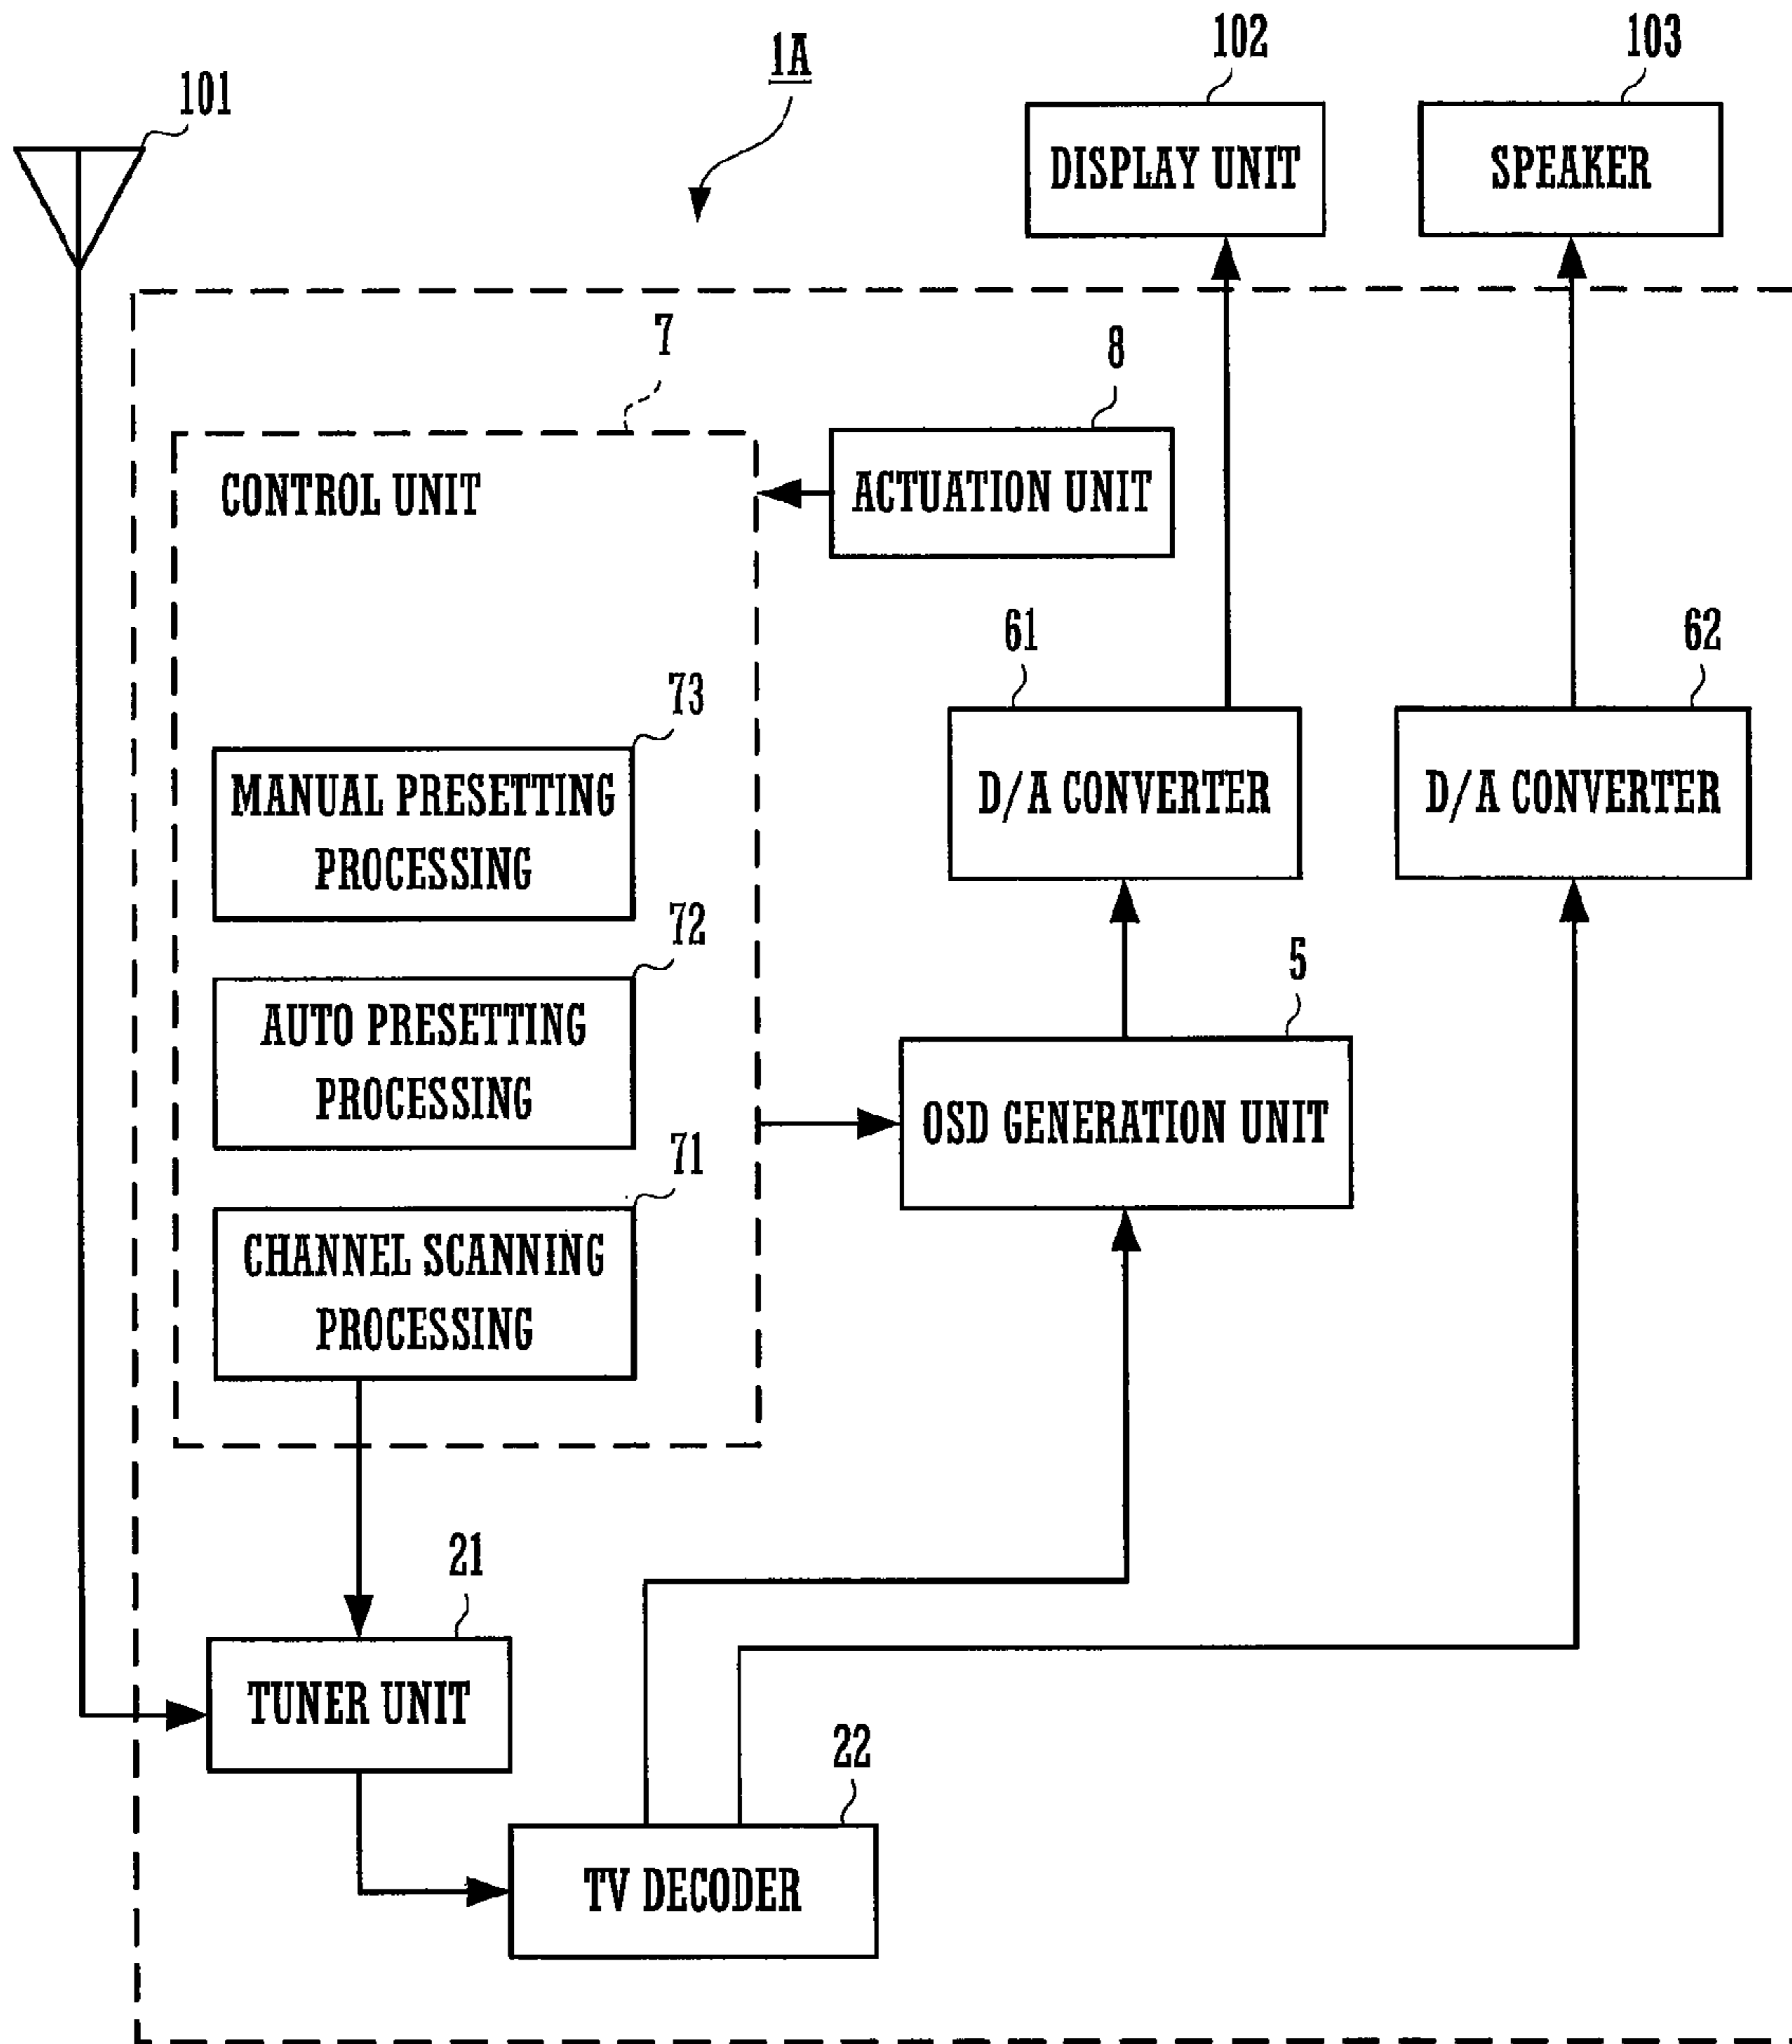 102
103
1A
101
DISPLAY UNIT
SPEAKER
7
8
CONTROL UNIT
ACTUATION UNIT
61
62
73
MANUAL PRESETTING
PROCESSING
D/A CONVERTER
D/A CONVERTER
72
5
AUTO PRESETTING
PROCESSING
OSD GENERATION UNIT
71
CHANNEL SCANNING
PROCESSING
21
TUNER UNIT
22
TV DECODER